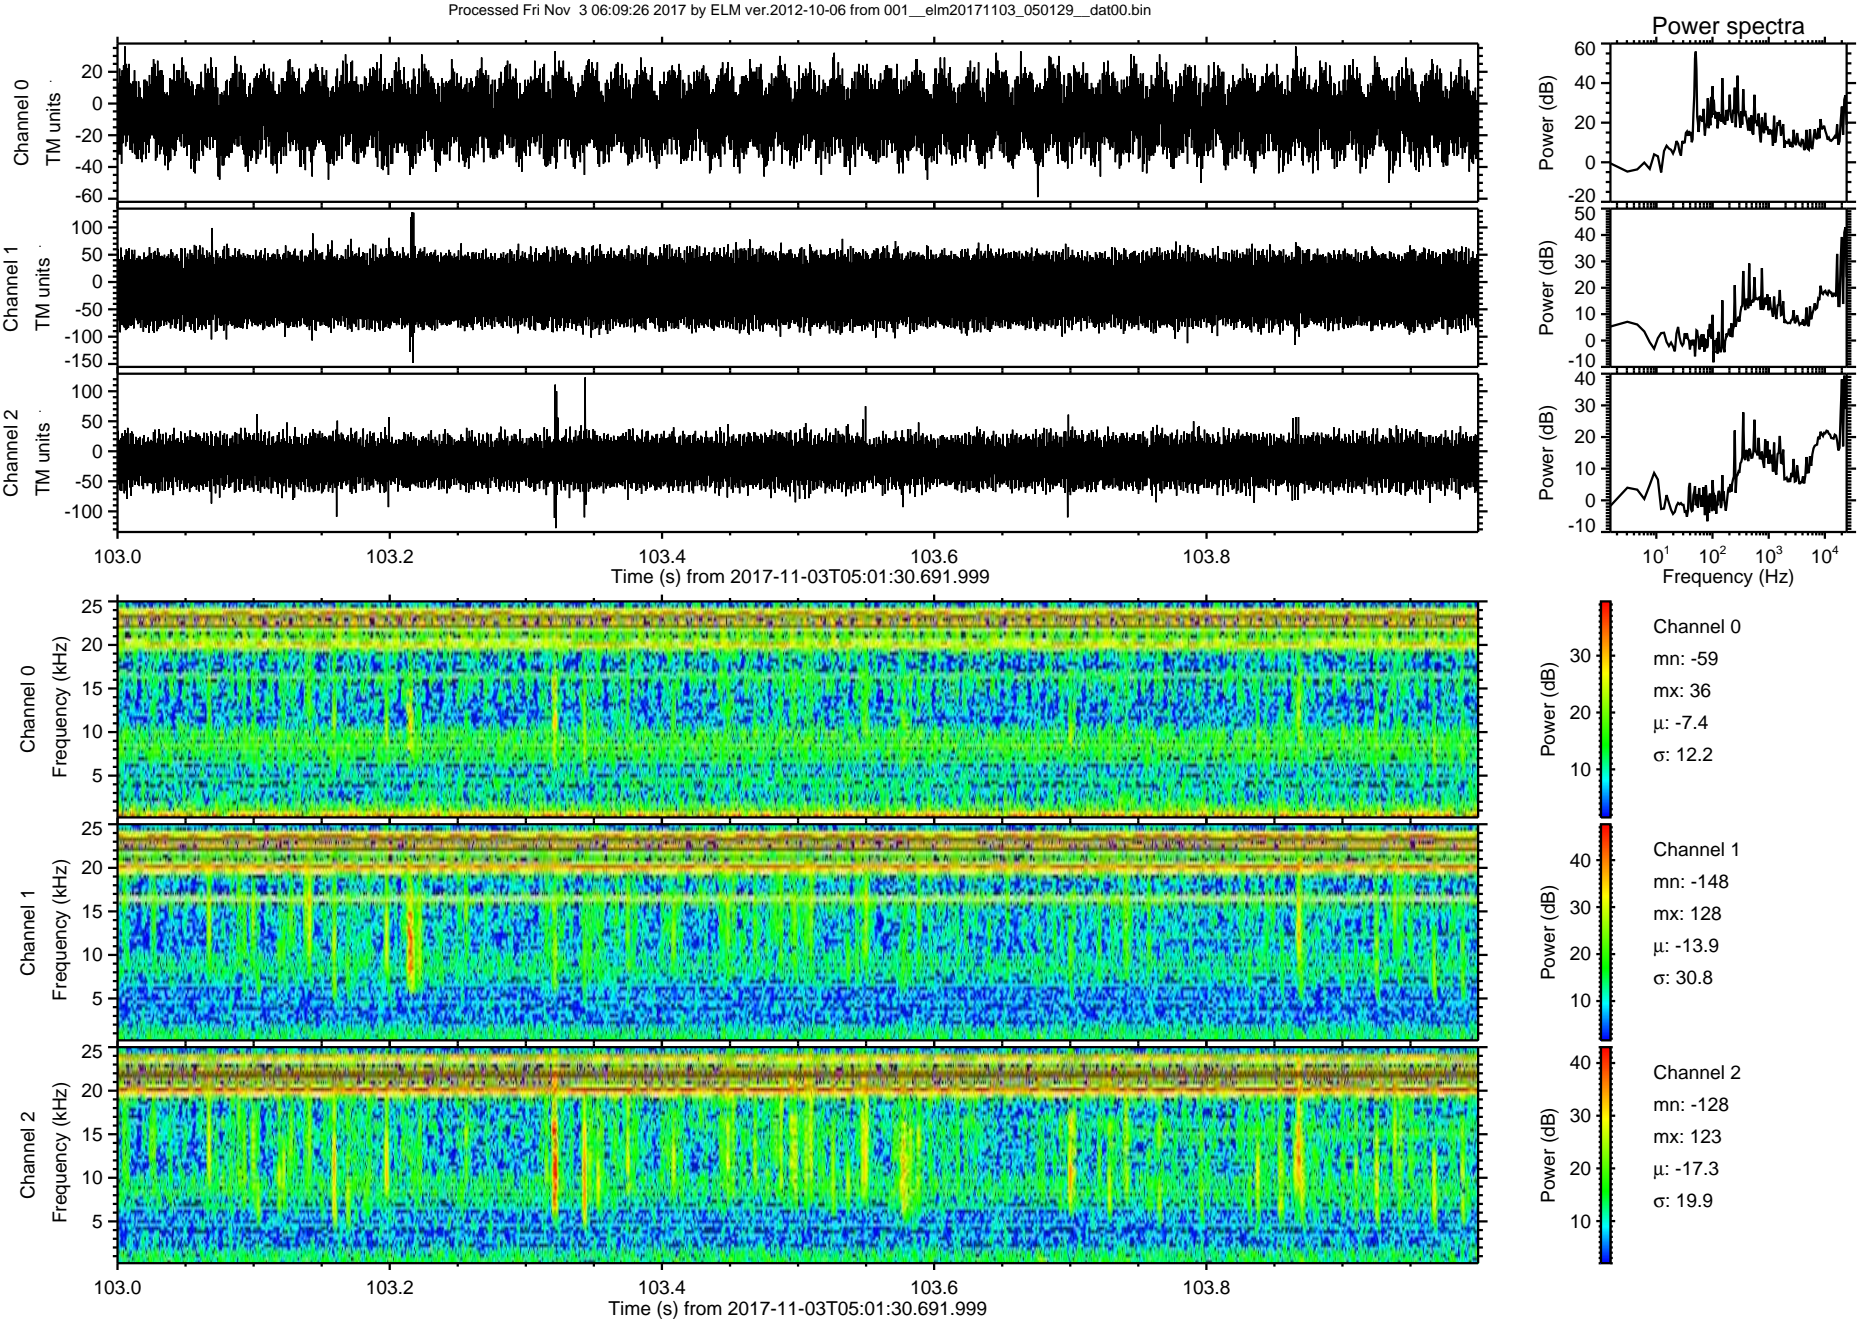 Processed Fri Nov  3 06:09:26 2017 by ELM ver.2012-10-06 from 001__elm20171103_050129__dat00.bin
Power spectra
Channel 0
TM units
20
0
-20
-40
-60
Power (dB)
60
40
20
0
-20
Channel 1
TM units
100
50
0
-50
-100
-150
Power (dB)
50
40
30
20
10
0
-10
Channel 2
TM units
100
50
0
-50
-100
Power (dB)
40
30
20
10
0
-10
103.0 103.2 103.4 103.6 103.8
Time (s) from 2017-11-03T05:01:30.691.999
10¹ 10² 10³ 10⁴
Frequency (Hz)
Channel 0
Frequency (kHz)
25
20
15
10
5
Power (dB)
30
20
10
Channel 0
mn: -59
mx: 36
μ: -7.4
σ: 12.2
Channel 1
Frequency (kHz)
25
20
15
10
5
Power (dB)
40
30
20
10
Channel 1
mn: -148
mx: 128
μ: -13.9
σ: 30.8
Channel 2
Frequency (kHz)
25
20
15
10
5
Power (dB)
40
30
20
10
Channel 2
mn: -128
mx: 123
μ: -17.3
σ: 19.9
103.0 103.2 103.4 103.6 103.8
Time (s) from 2017-11-03T05:01:30.691.999